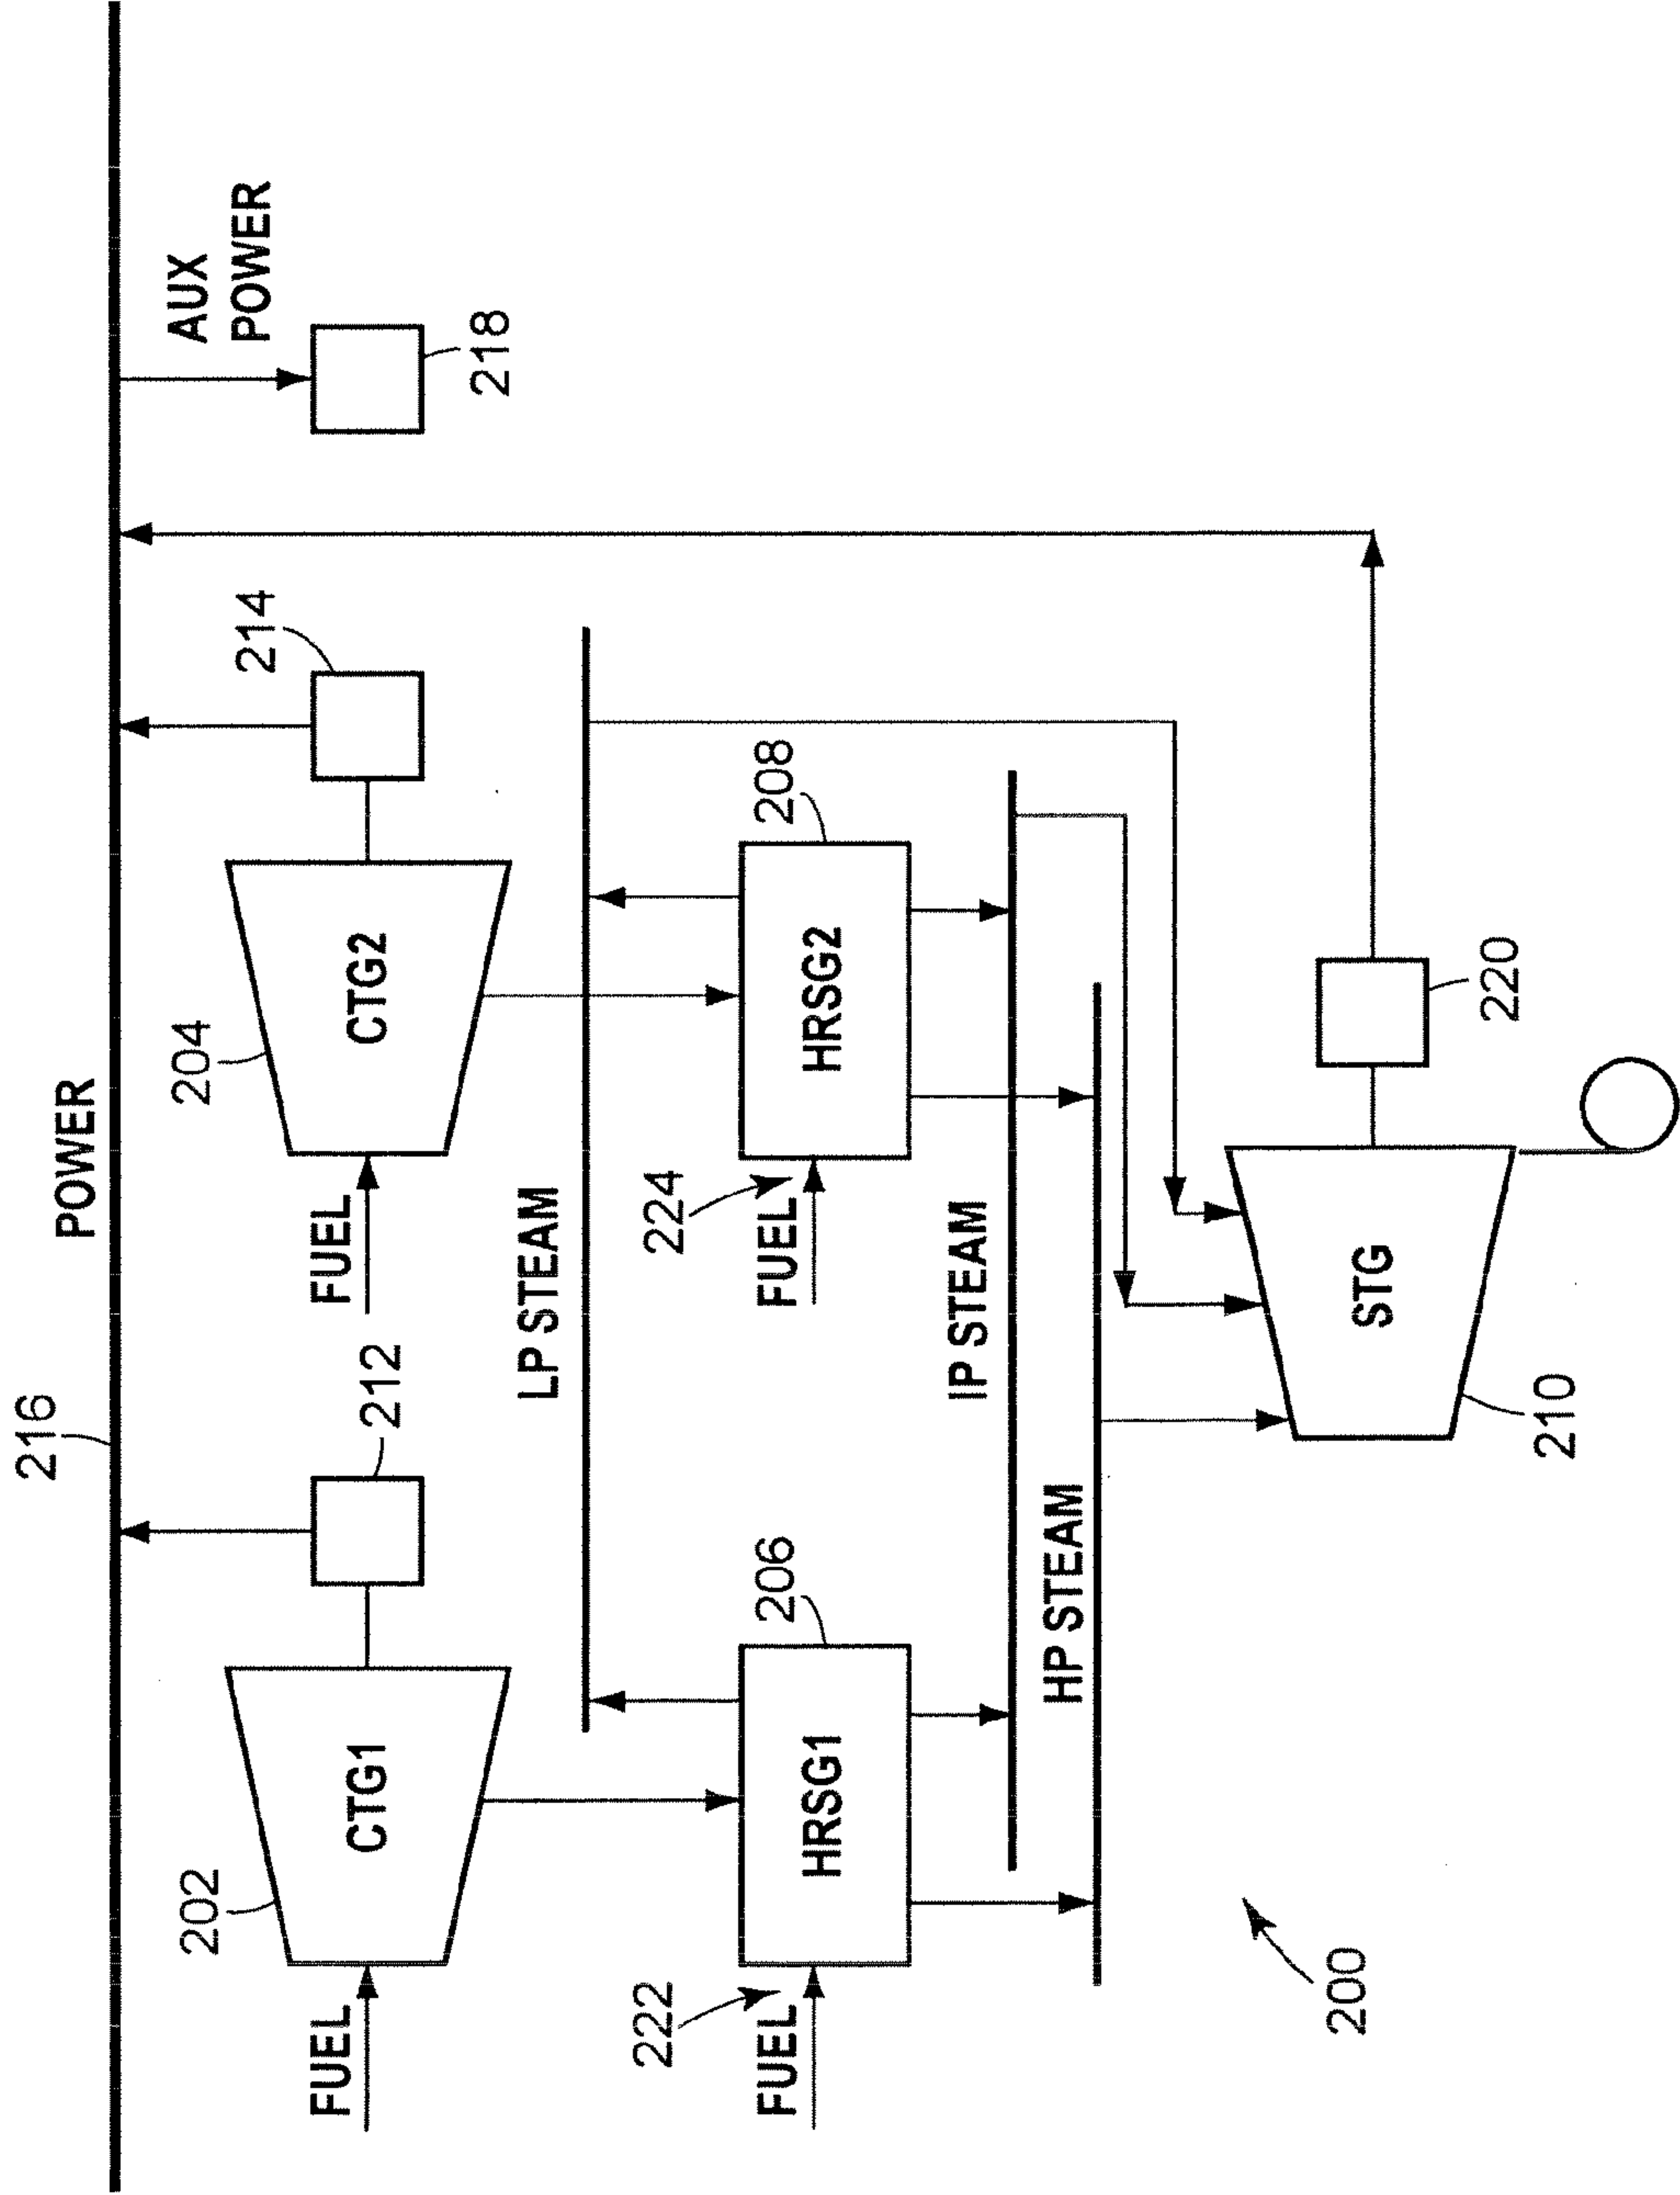 216
POWER
FUEL
202
CTG1
212
FUEL
204
CTG2
214
AUX
POWER
218
LP STEAM
222
FUEL
HRSG1
206
224
FUEL
HRSG2
208
IP STEAM
HP STEAM
STG
210
220
200